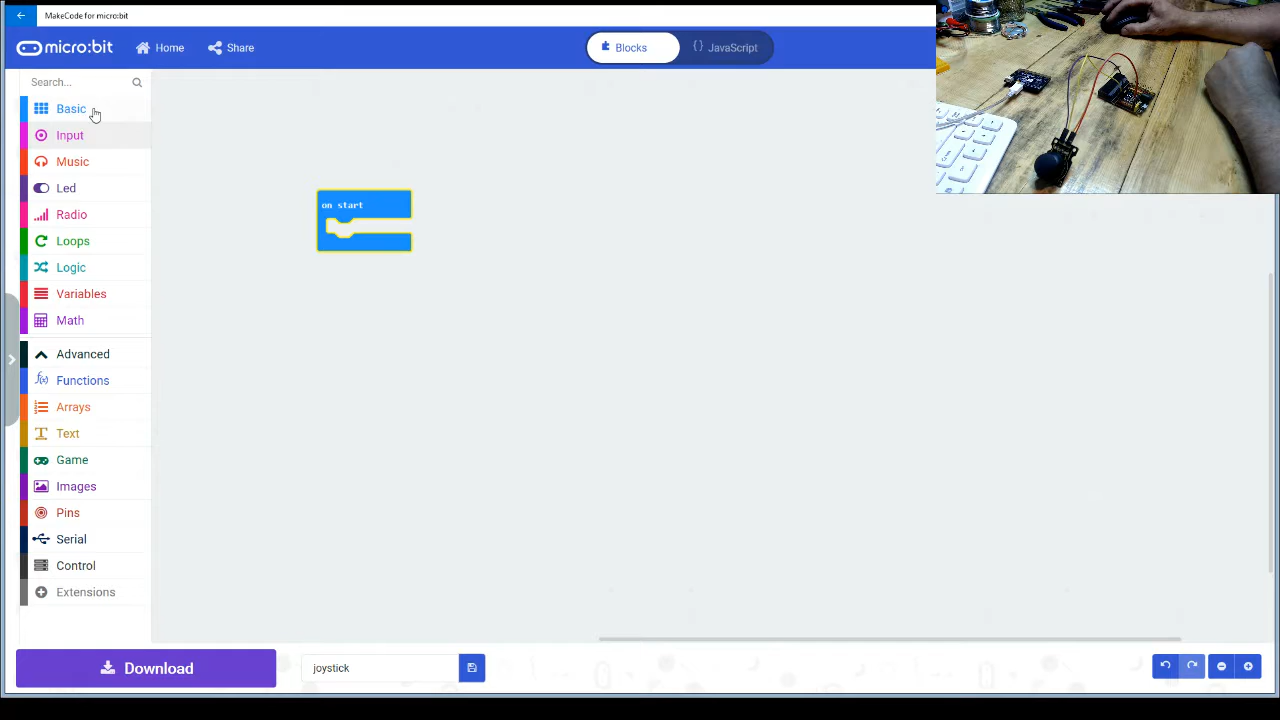 MakeCode for micro:bit
micro:bit
Home
Share
Blocks
{} JavaScript
Search...
Basic
Input
Music
Led
Radio
Loops
Logic
Variables
Math
Advanced
f(x) Functions
Arrays
Text
Game
Images
Pins
Serial
Control
Extensions
on start
Download
joystick